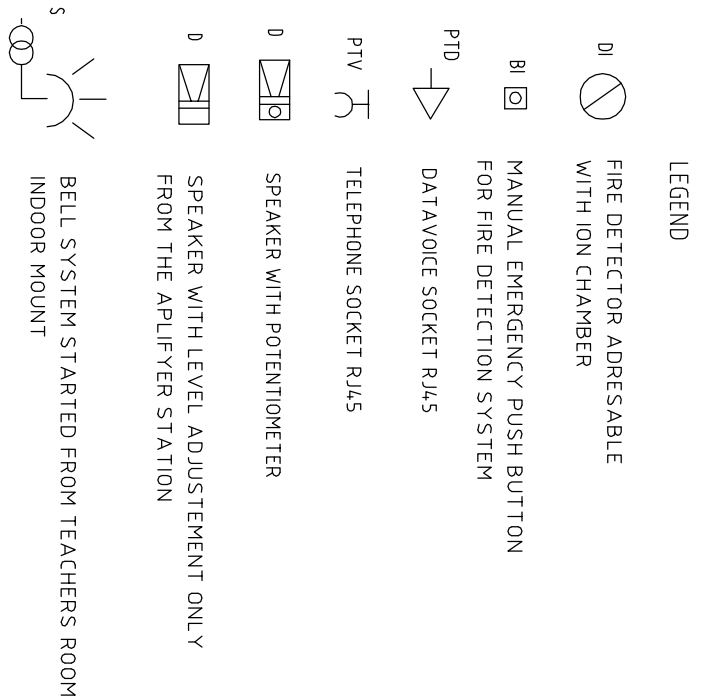 LEGEND
DI
FIRE DETECTOR ADRESABLE
WITH ION CHAMBER
BI
MANUAL EMERGENCY PUSH BUTTON
FOR FIRE DETECTION SYSTEM
PTD
DATAVOICE SOCKET RJ45
PTV
TELEPHONE SOCKET RJ45
D
SPEAKER WITH POTENTIOMETER
D
SPEAKER WITH LEVEL ADJUSTEMENT ONLY
FROM THE APLIFYER STATION
S
BELL SYSTEM STARTED FROM TEACHERS ROOM
INDOOR MOUNT